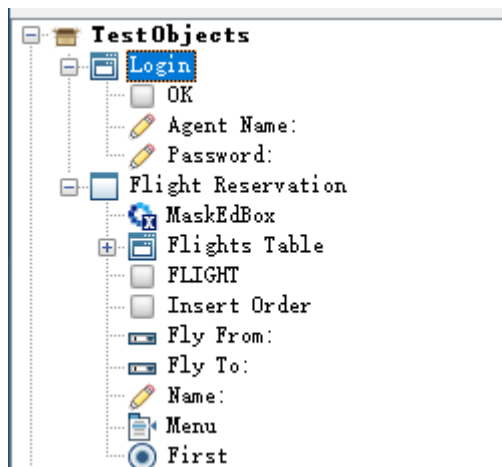 TestObjects
Login
OK
Agent Name:
Password:
Flight Reservation
MaskEdBox
Flights Table
FLIGHT
Insert Order
Fly From:
Fly To:
Name:
Menu
First